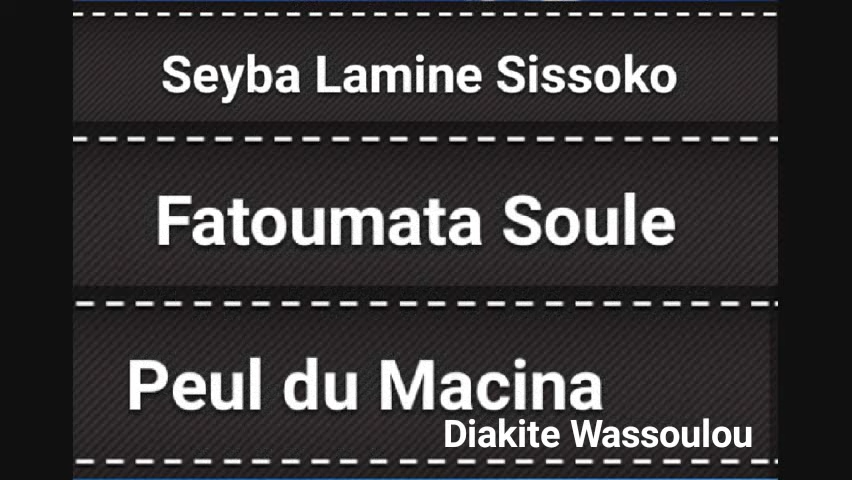 Seyba Lamine Sissoko
Fatoumata Soule
Peul du Macina
Diakite Wassoulou